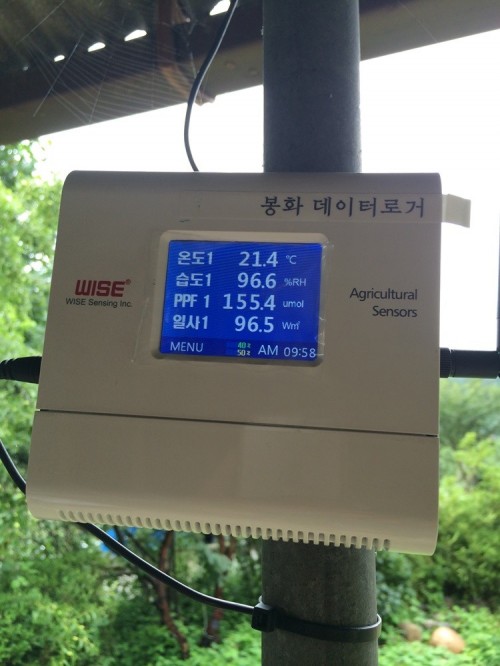 봉화 데이터로거
WISE®
WISE Sensing Inc.
Agricultural
Sensors
온도1 21.4 ℃
습도1 96.6 %RH
PPF 1 155.4 umol
일사1 96.5 W㎡
MENU AM 09:58